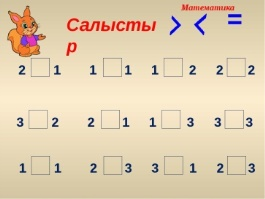 Математика
Салысты
р
> < =
2 □ 1 1 □ 1 1 □ 2 2 □ 2
3 □ 2 2 □ 1 1 □ 3 3 □ 3
1 □ 1 2 □ 3 3 □ 1 2 □ 3